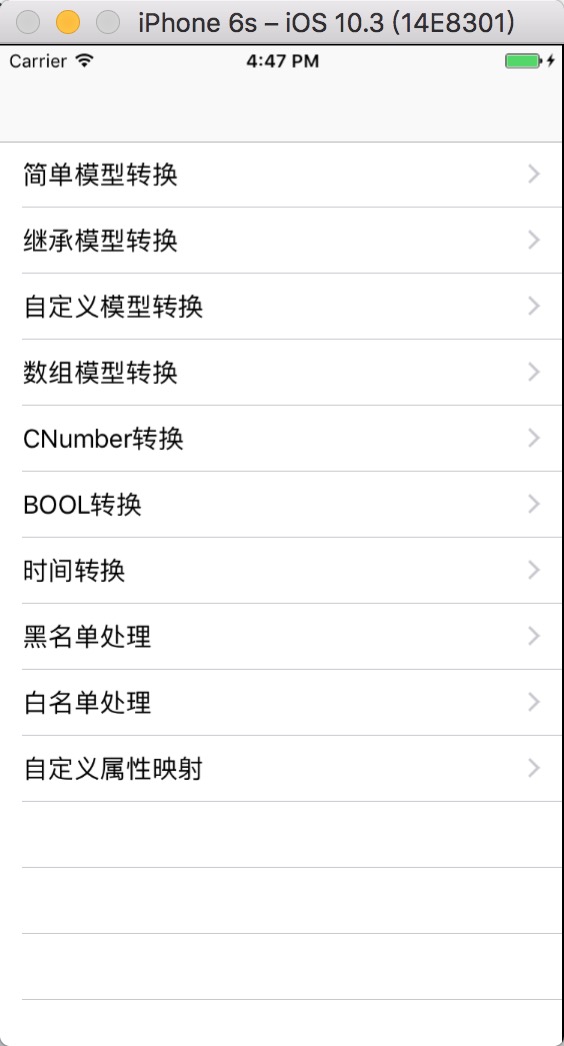 iPhone 6s – iOS 10.3 (14E8301)
Carrier 4:47 PM
简单模型转换
继承模型转换
自定义模型转换
数组模型转换
CNumber转换
BOOL转换
时间转换
黑名单处理
白名单处理
自定义属性映射